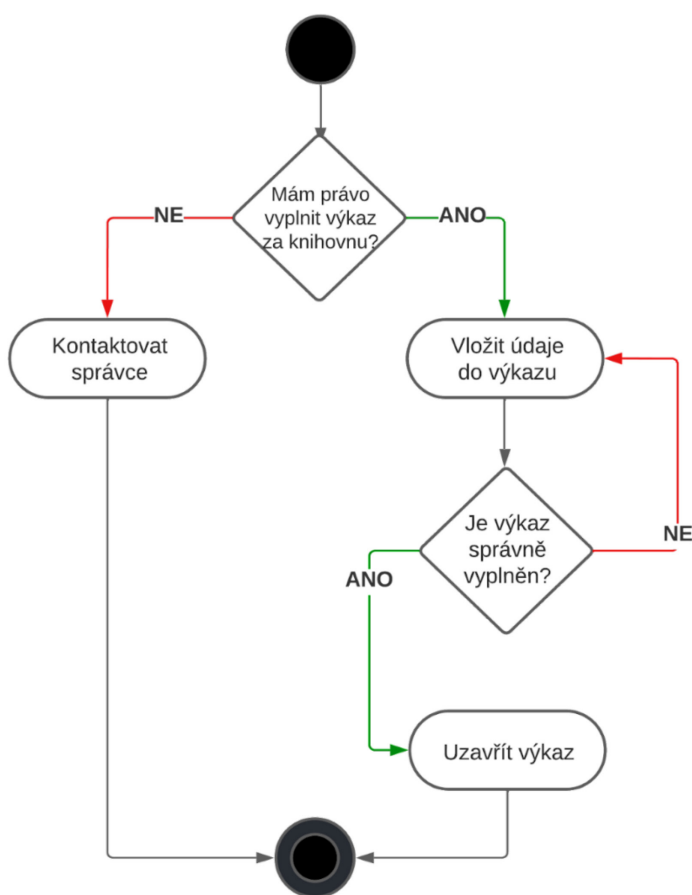 Mám právo
vyplnit výkaz
za knihovnu?
NE
ANO
Kontaktovat
správce
Vložit údaje
do výkazu
Je výkaz
správně
vyplněn?
NE
ANO
Uzavřít výkaz